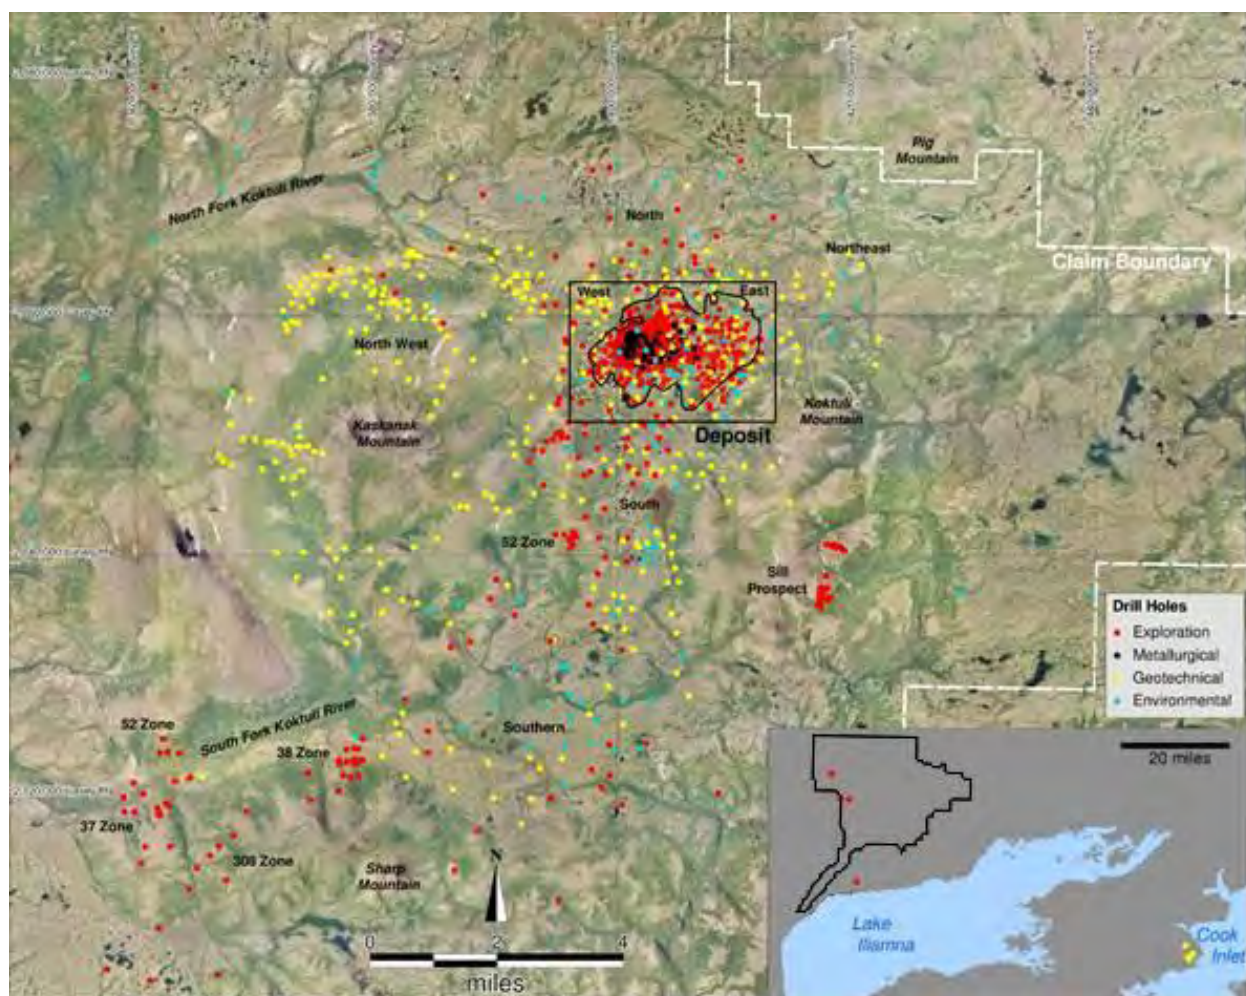 Pig
Mountain
North Fork Koktuli River
North
Northeast
Claim Boundary
West
East
North West
Kaskanak
Mountain
Koktuli
Mountain
Deposit
South
52 Zone
Sill
Prospect
Drill Holes
Exploration
Metallurgical
Geotechnical
Environmental
52 Zone
South Fork Koktuli River
Southern
38 Zone
20 miles
37 Zone
308 Zone
Sharp
Mountain
N
0 2 4
miles
Lake
Iliamna
Cook
Inlet